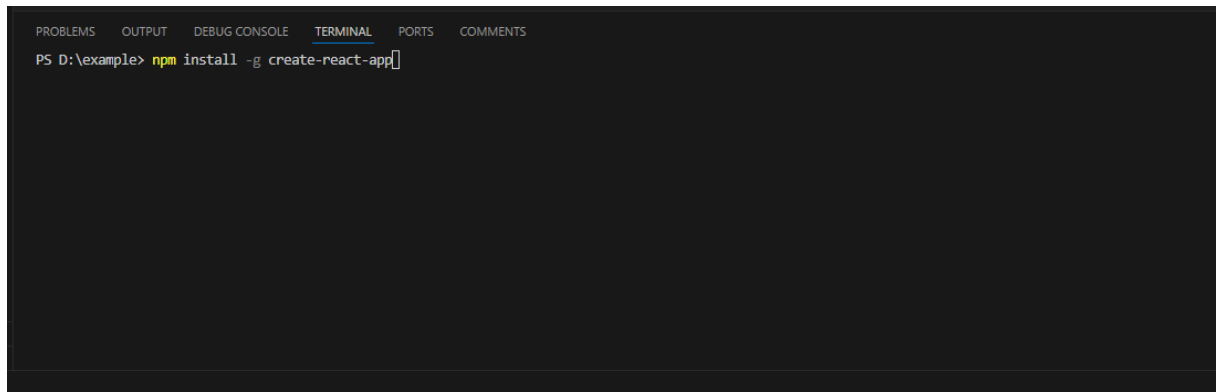 PROBLEMS OUTPUT DEBUG CONSOLE TERMINAL PORTS COMMENTS
PS D:\example> npm install -g create-react-app